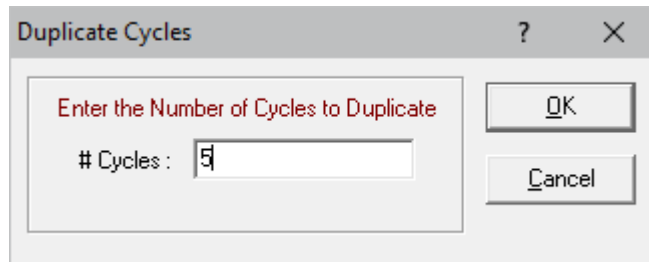 Duplicate Cycles ? ×
Enter the Number of Cycles to Duplicate
# Cycles : 5
OK
Cancel